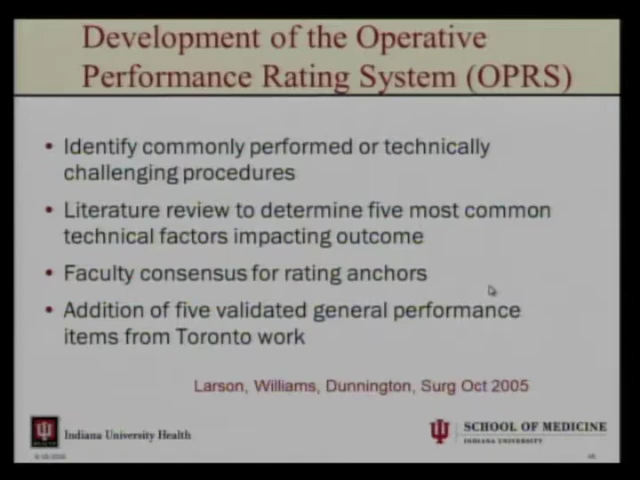 Development of the Operative
Performance Rating System (OPRS)
• Identify commonly performed or technically
challenging procedures
• Literature review to determine five most common
technical factors impacting outcome
• Faculty consensus for rating anchors
• Addition of five validated general performance
items from Toronto work
Larson, Williams, Dunnington, Surg Oct 2005
Indiana University Health
SCHOOL OF MEDICINE
INDIANA UNIVERSITY